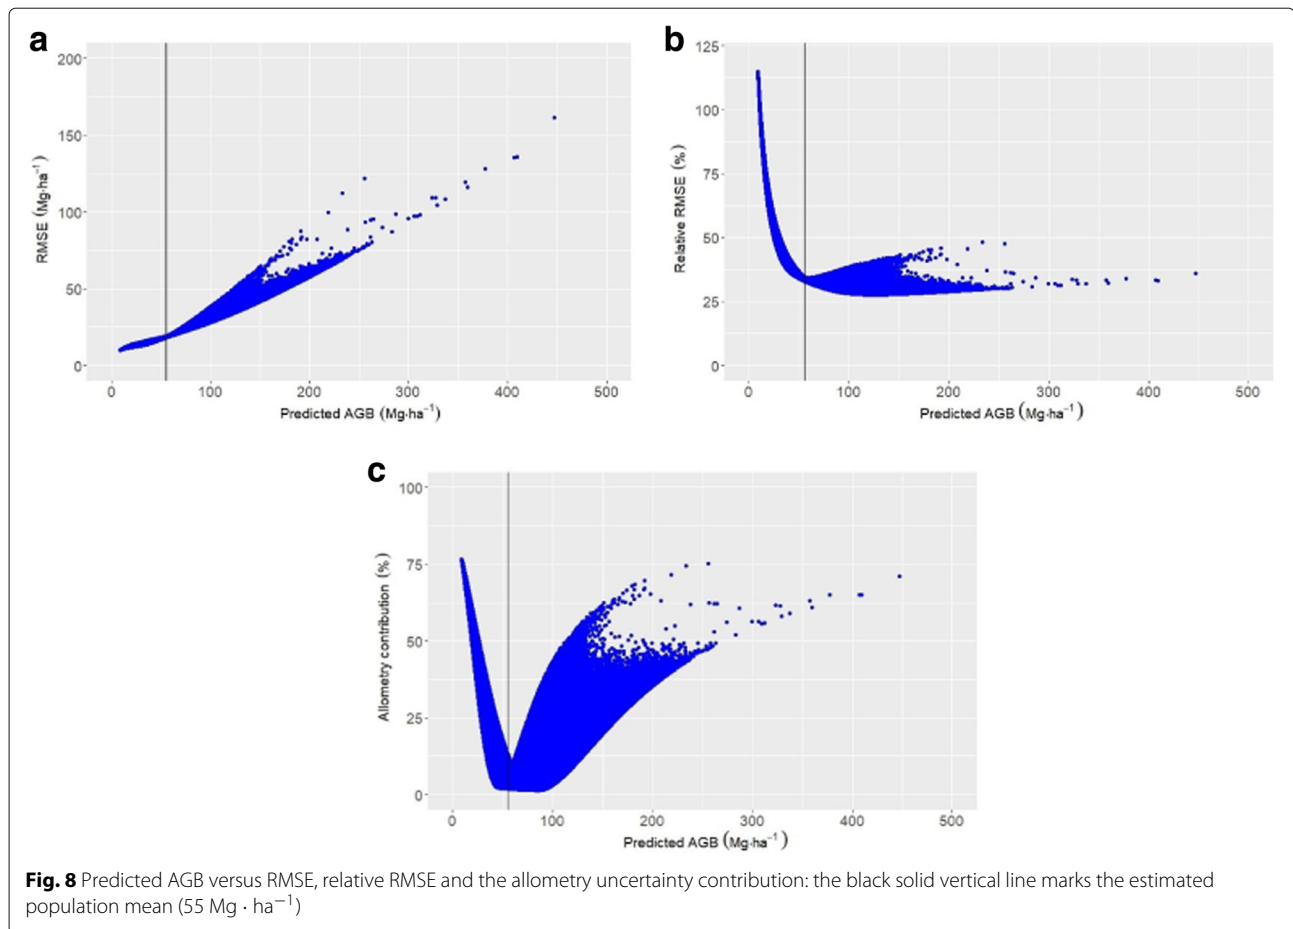 a
200
150
100
50
0
RMSE (Mg·ha⁻¹)
0 100 200 300 400 500
Predicted AGB (Mg·ha⁻¹)
b
125
100
75
50
25
0
Relative RMSE (%)
0 100 200 300 400 500
Predicted AGB (Mg·ha⁻¹)
c
100
75
50
25
0
Allometry contribution (%)
0 100 200 300 400 500
Predicted AGB (Mg·ha⁻¹)
Fig. 8 Predicted AGB versus RMSE, relative RMSE and the allometry uncertainty contribution: the black solid vertical line marks the estimated
population mean (55 Mg · ha⁻¹)